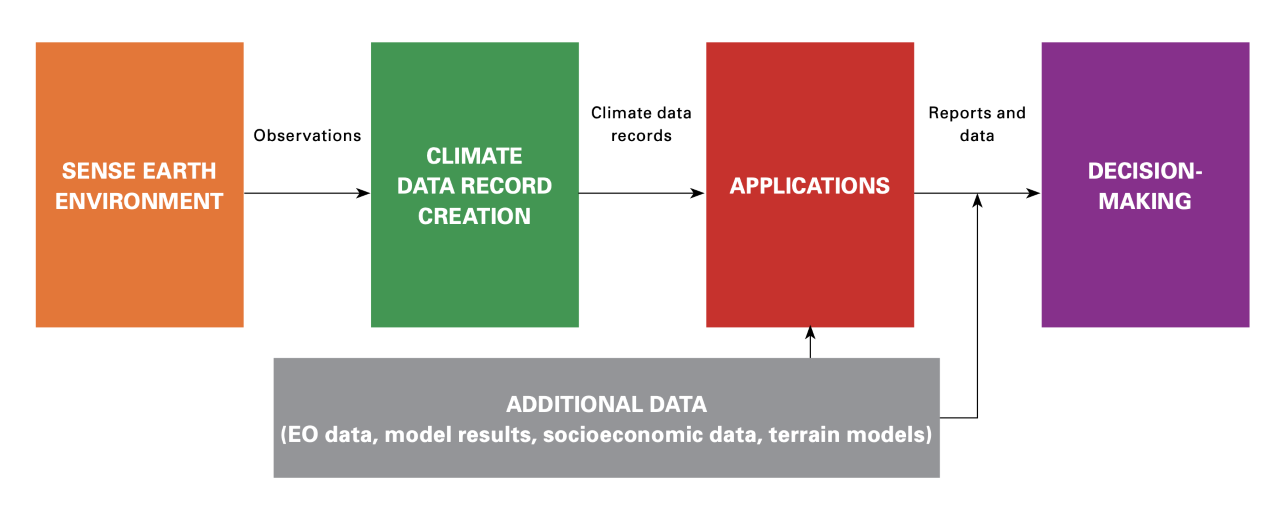 SENSE EARTH
ENVIRONMENT
Observations
CLIMATE
DATA RECORD
CREATION
Climate data
records
APPLICATIONS
Reports and
data
DECISION-
MAKING
ADDITIONAL DATA
(EO data, model results, socioeconomic data, terrain models)